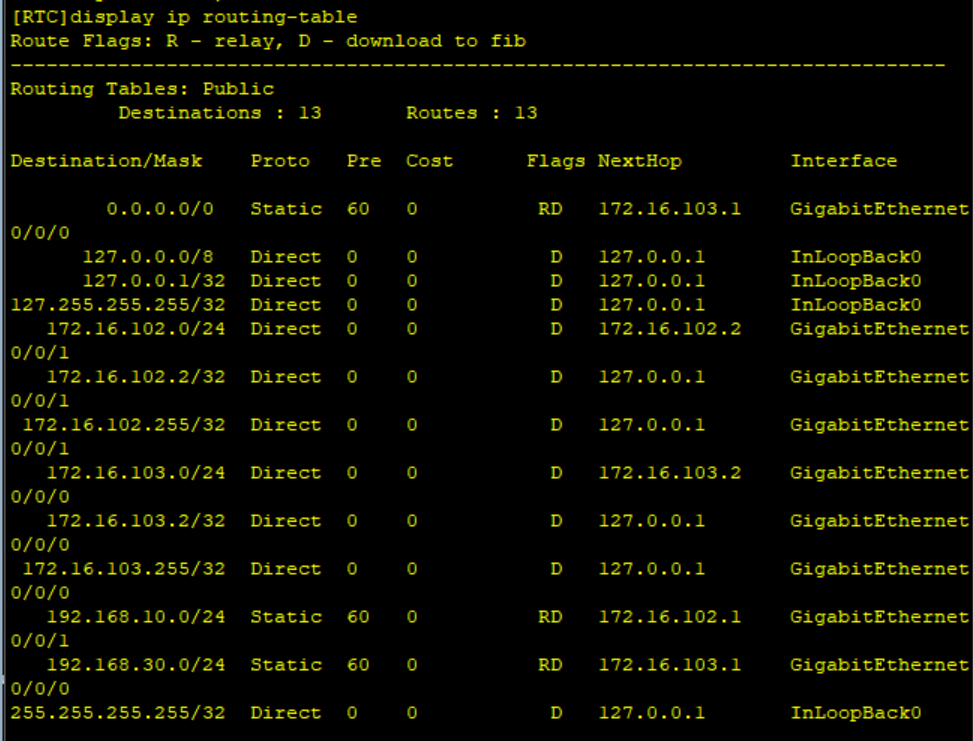 [RTC]display ip routing-table
Route Flags: R - relay, D - download to fib
------------------------------------------------------------------------------
Routing Tables: Public
         Destinations : 13       Routes : 13

Destination/Mask    Proto   Pre  Cost      Flags NextHop         Interface

        0.0.0.0/0   Static  60   0          RD   172.16.103.1    GigabitEthernet
0/0/0
      127.0.0.0/8   Direct  0    0           D   127.0.0.1       InLoopBack0
      127.0.0.1/32  Direct  0    0           D   127.0.0.1       InLoopBack0
127.255.255.255/32  Direct  0    0           D   127.0.0.1       InLoopBack0
   172.16.102.0/24  Direct  0    0           D   172.16.102.2    GigabitEthernet
0/0/1
   172.16.102.2/32  Direct  0    0           D   127.0.0.1       GigabitEthernet
0/0/1
 172.16.102.255/32  Direct  0    0           D   127.0.0.1       GigabitEthernet
0/0/1
   172.16.103.0/24  Direct  0    0           D   172.16.103.2    GigabitEthernet
0/0/0
   172.16.103.2/32  Direct  0    0           D   127.0.0.1       GigabitEthernet
0/0/0
 172.16.103.255/32  Direct  0    0           D   127.0.0.1       GigabitEthernet
0/0/0
   192.168.10.0/24  Static  60   0          RD   172.16.102.1    GigabitEthernet
0/0/1
   192.168.30.0/24  Static  60   0          RD   172.16.103.1    GigabitEthernet
0/0/0
255.255.255.255/32  Direct  0    0           D   127.0.0.1       InLoopBack0